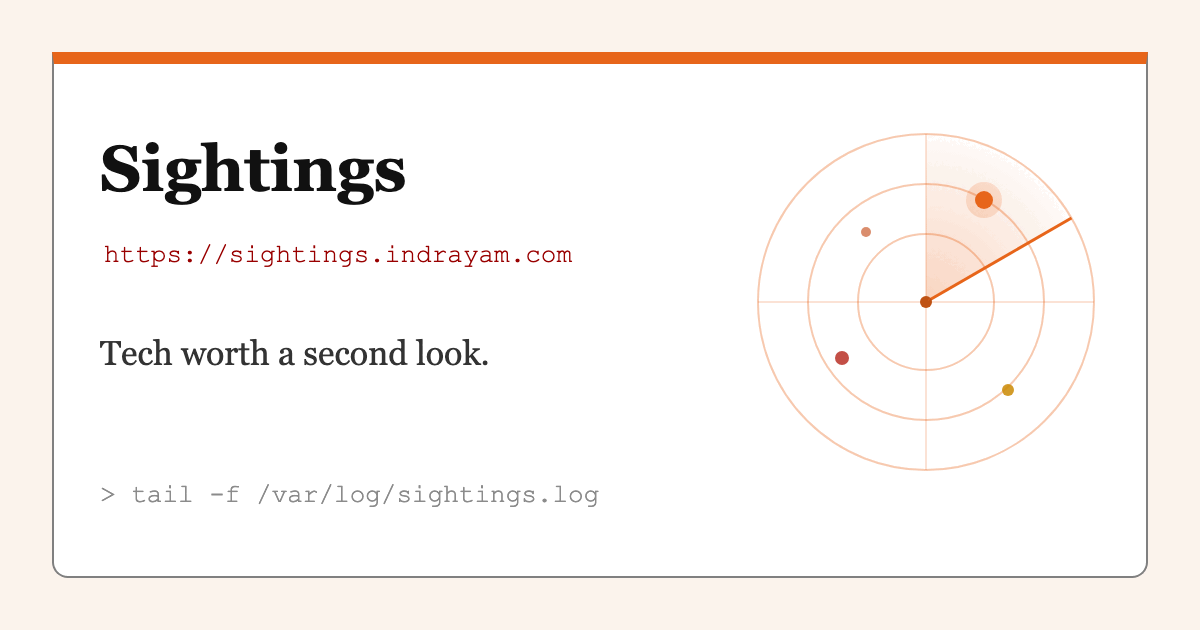 Sightings
https://sightings.indrayam.com
Tech worth a second look.
> tail -f /var/log/sightings.log